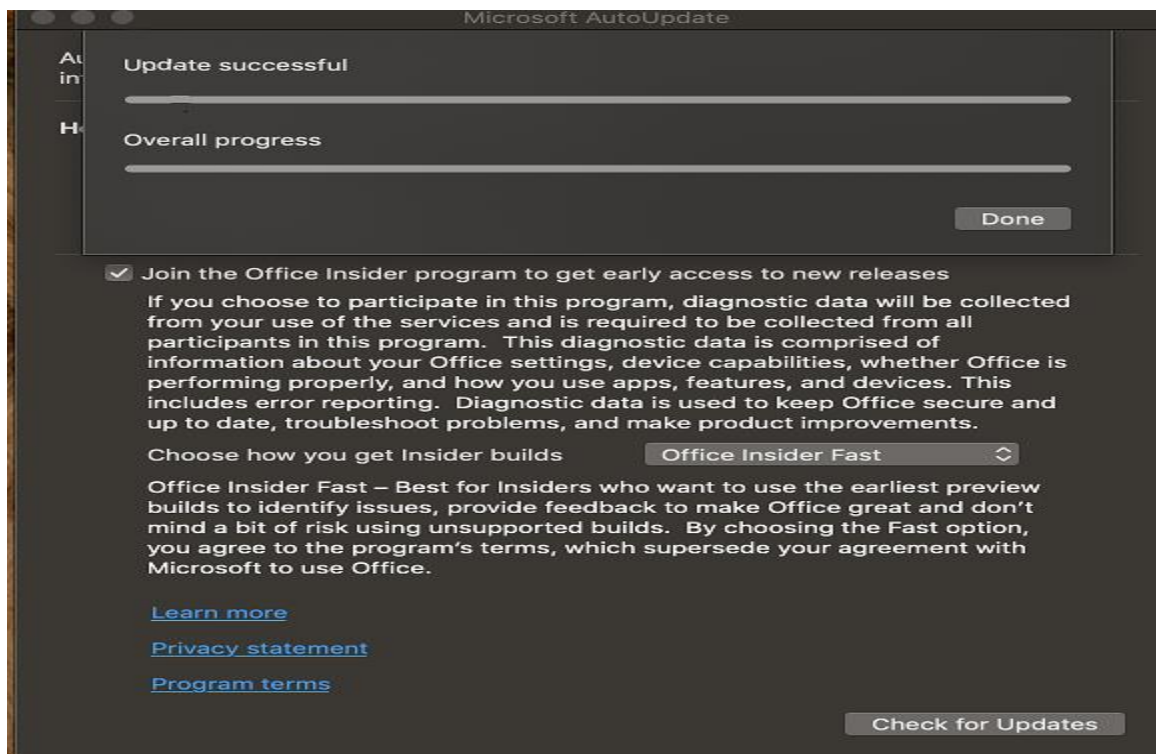 Microsoft AutoUpdate
Update successful
Overall progress
Done
Join the Office Insider program to get early access to new releases
If you choose to participate in this program, diagnostic data will be collected
from your use of the services and is required to be collected from all
participants in this program.  This diagnostic data is comprised of
information about your Office settings, device capabilities, whether Office is
performing properly, and how you use apps, features, and devices. This
includes error reporting.  Diagnostic data is used to keep Office secure and
up to date, troubleshoot problems, and make product improvements.
Choose how you get Insider builds Office Insider Fast
Office Insider Fast – Best for Insiders who want to use the earliest preview
builds to identify issues, provide feedback to make Office great and don’t
mind a bit of risk using unsupported builds.  By choosing the Fast option,
you agree to the program’s terms, which supersede your agreement with
Microsoft to use Office.
Learn more
Privacy statement
Program terms
Check for Updates